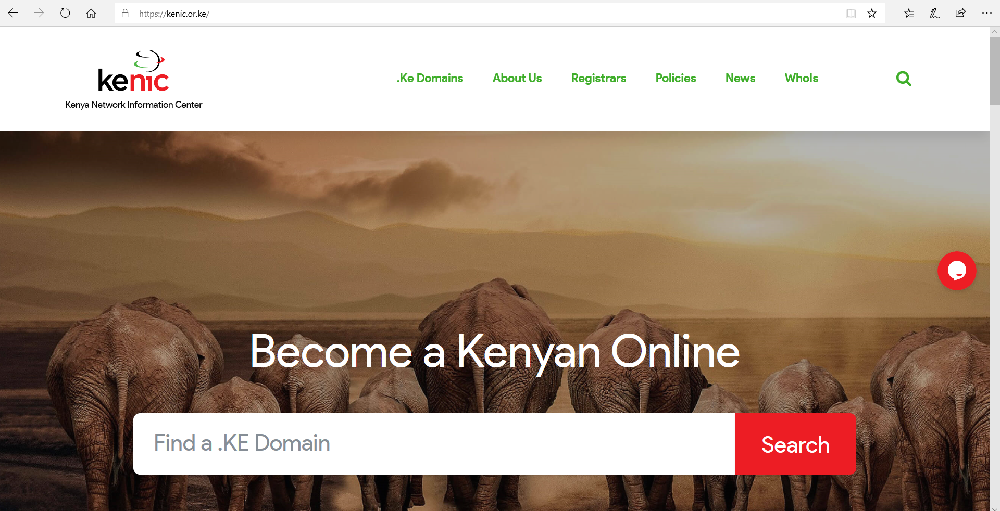 https://kenic.or.ke/
kenic
Kenya Network Information Center
.Ke Domains About Us Registrars Policies News WhoIs
Become a Kenyan Online
Find a .KE Domain Search